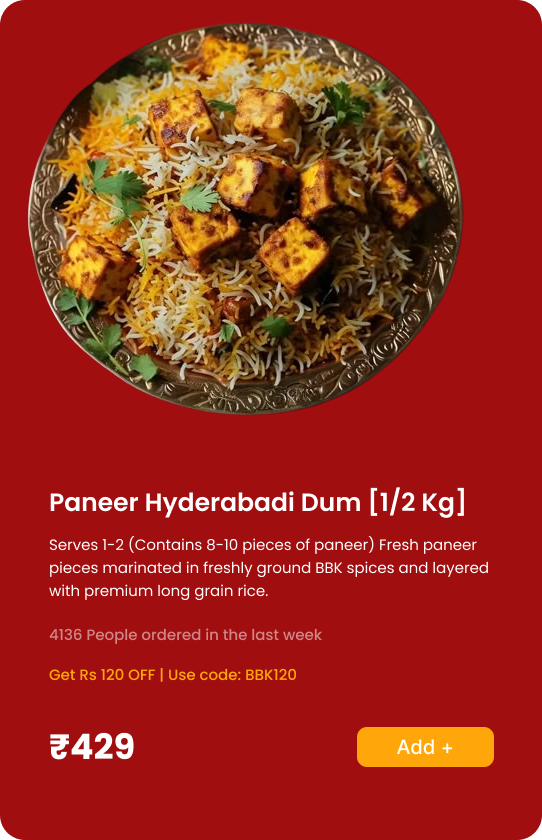 Paneer Hyderabadi Dum [1/2 Kg]
Serves 1-2 (Contains 8-10 pieces of paneer) Fresh paneer
pieces marinated in freshly ground BBK spices and layered
with premium long grain rice.
4136 People ordered in the last week
Get Rs 120 OFF | Use code: BBK120
₹429
Add +